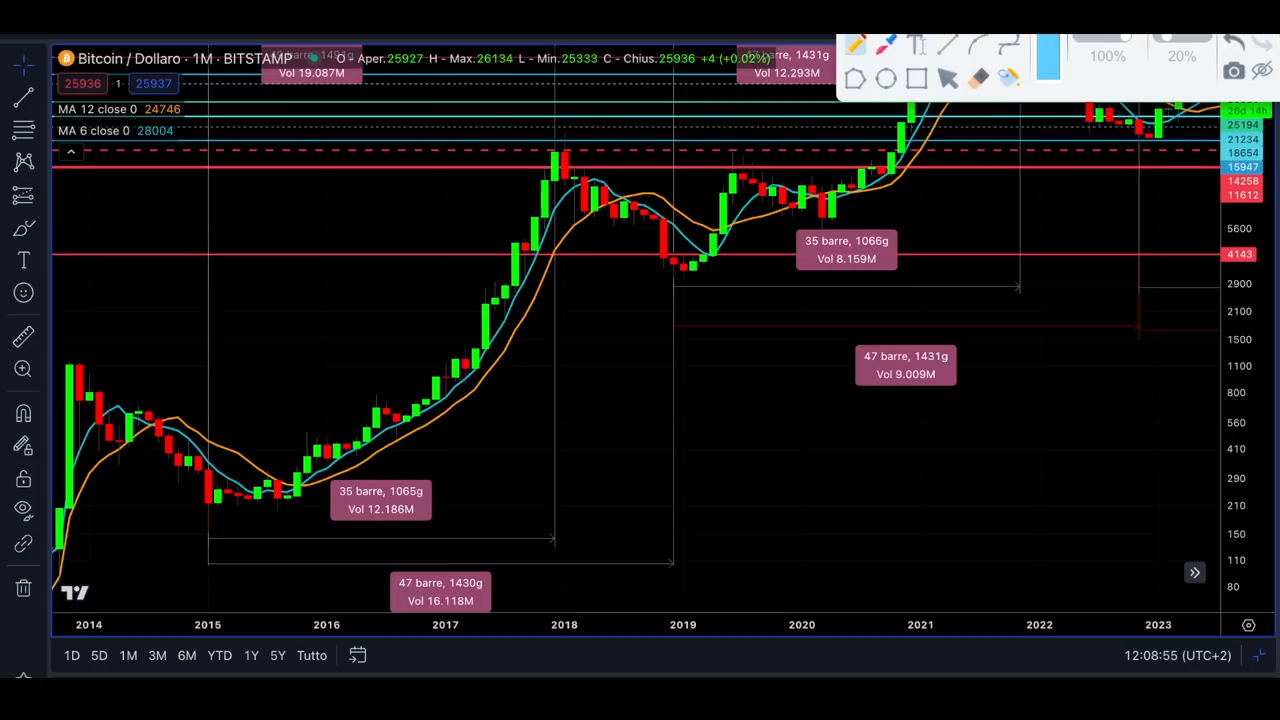 Bitcoin / Dollaro · 1M · BITSTAMP O - Aper.25927 H - Max.26134 L - Min.25333 C - Chius.25936 +4 (+0.02%)
Vol 19.087M
47 barre, 1431g
Vol 12.293M
100%
20%
25936 1 25937
MA 12 close 0 24746
MA 6 close 0 28004
26d 14h
25194
21234
18654
15947
14258
11612
5600
4143
2900
2100
1500
1100
800
560
410
290
210
150
110
80
35 barre, 1066g
Vol 8.159M
47 barre, 1431g
Vol 9.009M
35 barre, 1065g
Vol 12.186M
47 barre, 1430g
Vol 16.118M
2014 2015 2016 2017 2018 2019 2020 2021 2022 2023
1D 5D 1M 3M 6M YTD 1Y 5Y Tutto
12:08:55 (UTC+2)